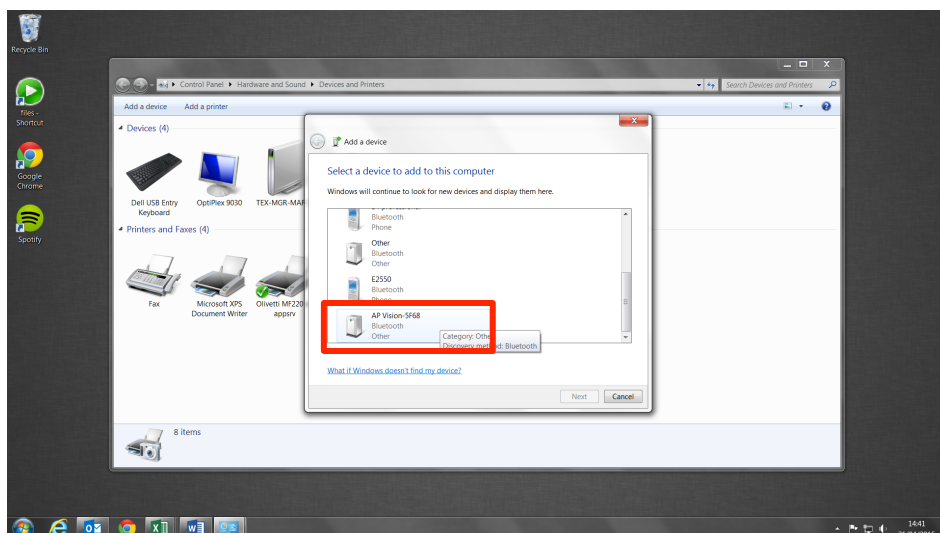 Recycle Bin
files -
Shortcut
Google
Chrome
Spotify
Control Panel
Hardware and Sound
Devices and Printers
Search Devices and Printers
Add a device
Add a printer
Devices (4)
Dell USB Entry
Keyboard
OptiPlex 9030
TEX-MGR-MAR
Printers and Faxes (4)
Fax
Microsoft XPS
Document Writer
Olivetti MF220
appsrv
Add a device
Select a device to add to this computer
Windows will continue to look for new devices and display them here.
Bluetooth
Phone
Other
Bluetooth
Other
E2550
Bluetooth
Phone
AP Vision-5F68
Bluetooth
Other
Category: Othe
Discovery method: Bluetooth
What if Windows doesn't find my device?
Next
Cancel
8 items
14:41